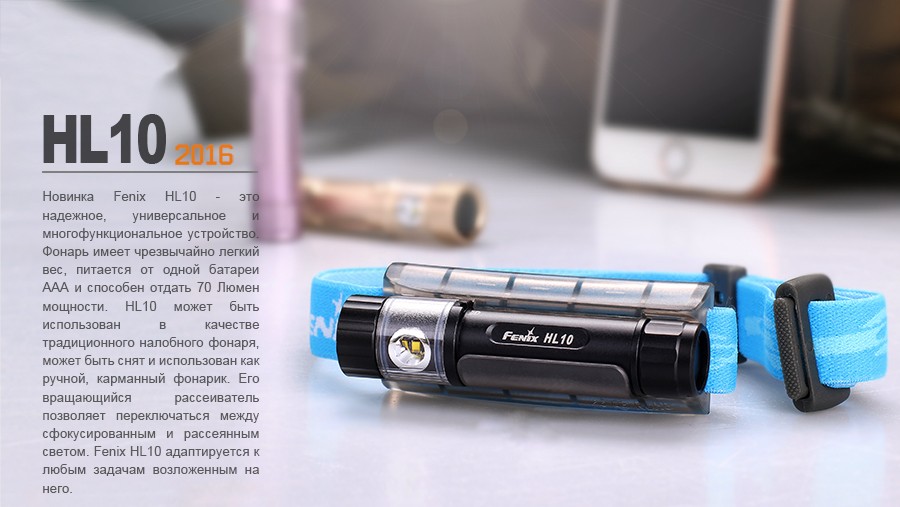 HL10 2016
Новинка Fenix HL10 - это
надежное, универсальное и
многофункциональное устройство.
Фонарь имеет чрезвычайно легкий
вес, питается от одной батареи
ААА и способен отдать 70 Люмен
мощности. HL10 может быть
использован в качестве
традиционного налобного фонаря,
может быть снят и использован как
ручной, карманный фонарик. Его
вращающийся рассеиватель
позволяет переключаться между
сфокусированным и рассеянным
светом. Fenix HL10 адаптируется к
любым задачам возложенным на
него.
FENIX HL10